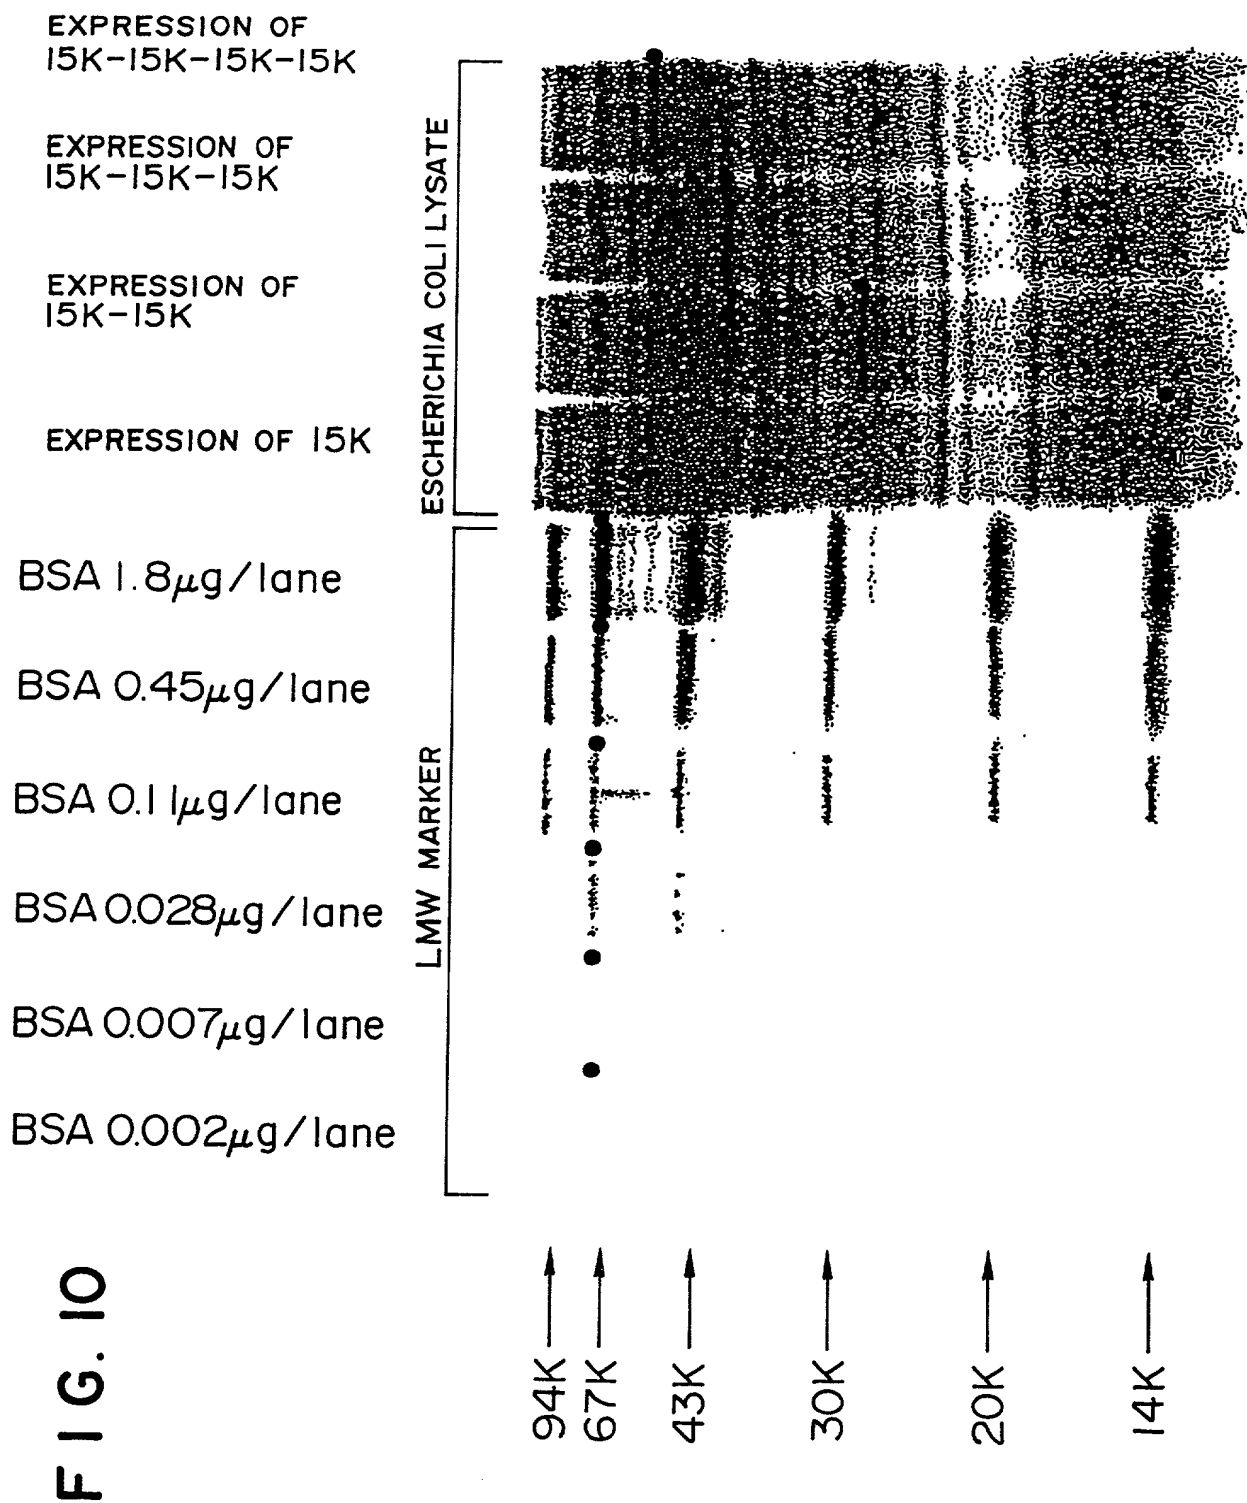 EXPRESSION OF
15K-15K-15K-15K
EXPRESSION OF
15K-15K-15K
EXPRESSION OF
15K-15K
EXPRESSION OF 15K
BSA 1.8μg/lane
BSA 0.45μg/lane
BSA 0.11μg/lane
BSA 0.028μg/lane
BSA 0.007μg/lane
BSA 0.002μg/lane
ESCHERICHIA COLI LYSATE
LMW MARKER
94K
67K
43K
30K
20K
14K
FIG. 10